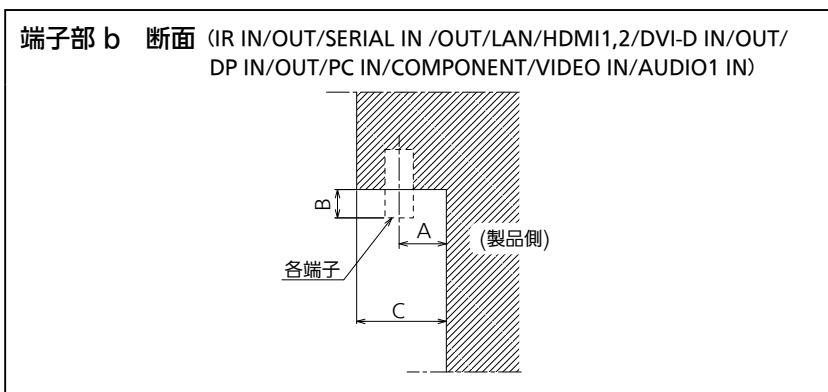 端子部 b 断面（IR IN/OUT/SERIAL IN /OUT/LAN/HDMI1,2/DVI-D IN/OUT/
DP IN/OUT/PC IN/COMPONENT/VIDEO IN/AUDIO1 IN）
B
A
(製品側)
各端子
C